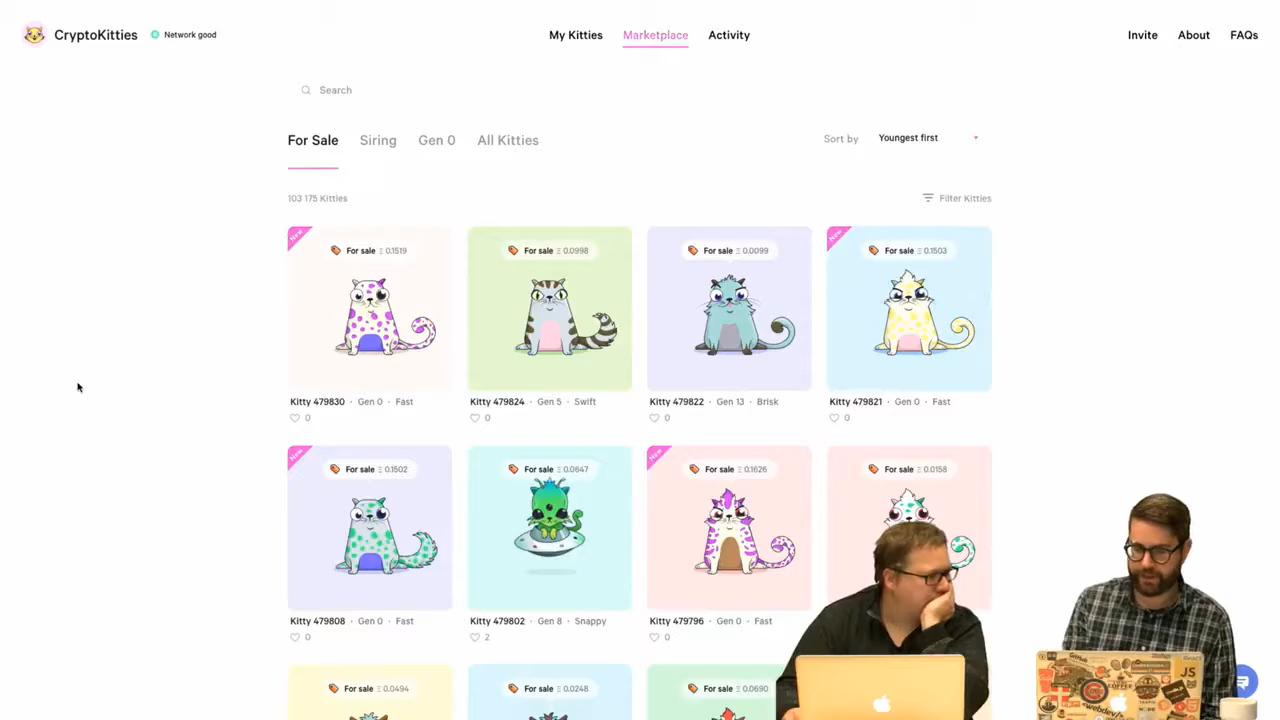 CryptoKitties
Network good
My Kitties
Marketplace
Activity
Invite
About
FAQs
Search
For Sale
Siring
Gen 0
All Kitties
Sort by
Youngest first
103 175 Kitties
Filter Kitties
New
For sale Ξ 0.1519
For sale Ξ 0.0998
For sale Ξ 0.0099
New
For sale Ξ 0.1503
Kitty 479830 · Gen 0 · Fast
Kitty 479824 · Gen 5 · Swift
Kitty 479822 · Gen 13 · Brisk
Kitty 479821 · Gen 0 · Fast
0
0
0
0
New
For sale Ξ 0.1502
For sale Ξ 0.0647
New
For sale Ξ 0.1626
For sale Ξ 0.0158
Kitty 479808 · Gen 0 · Fast
Kitty 479802 · Gen 8 · Snappy
Kitty 479796 · Gen 0 · Fast
0
2
0
For sale Ξ 0.0494
For sale Ξ 0.0248
For sale Ξ 0.0690
JS